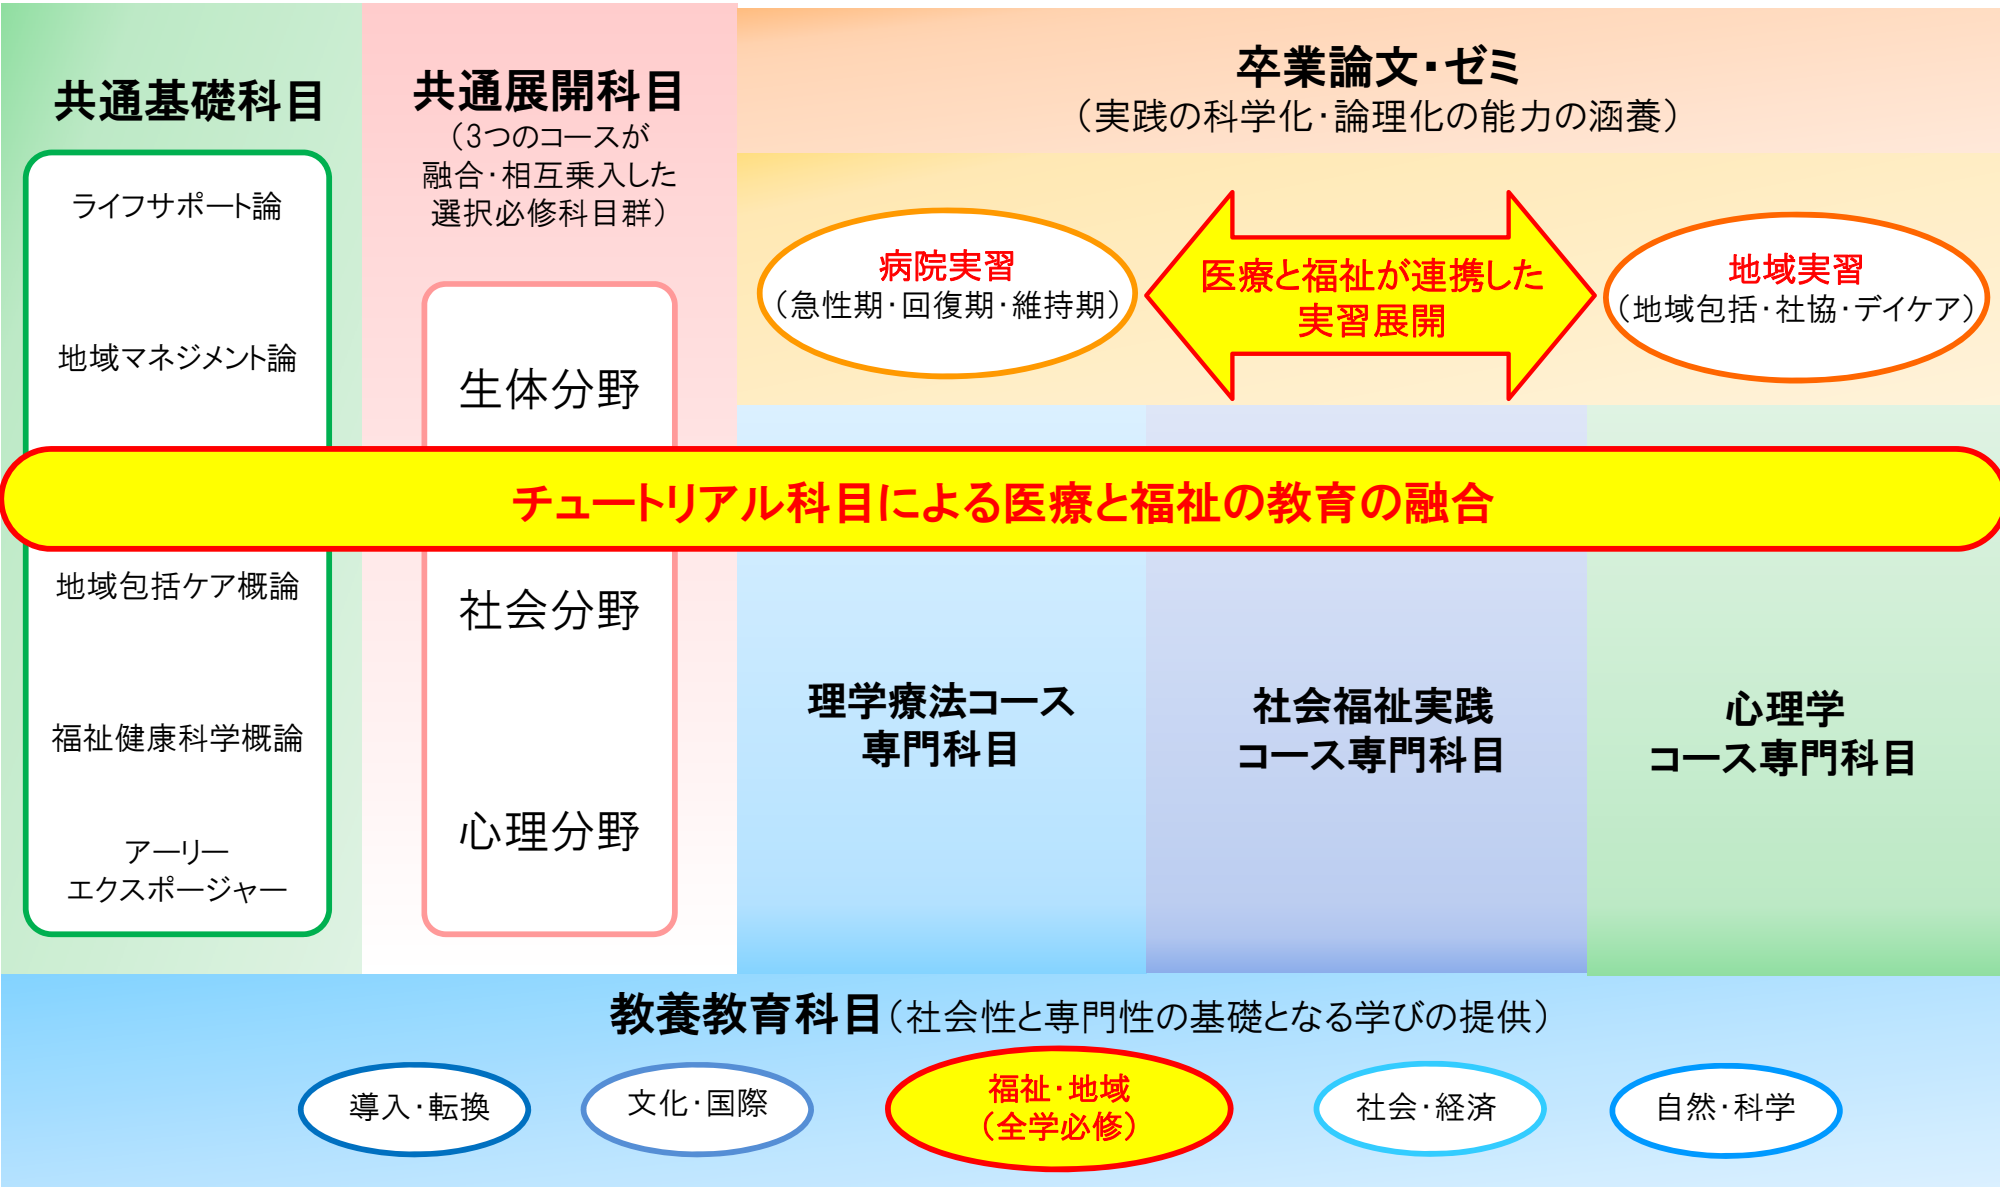 共通基礎科目
ライフサポート論
地域マネジメント論
地域包括ケア概論
福祉健康科学概論
アーリー
エクスポージャー
共通展開科目
（3つのコースが
融合・相互乗入した
選択必修科目群）
生体分野
社会分野
心理分野
卒業論文・ゼミ
（実践の科学化・論理化の能力の涵養）
病院実習
（急性期・回復期・維持期）
医療と福祉が連携した
実習展開
地域実習
（地域包括・社協・デイケア）
チュートリアル科目による医療と福祉の教育の融合
理学療法コース
専門科目
社会福祉実践
コース専門科目
心理学
コース専門科目
教養教育科目（社会性と専門性の基礎となる学びの提供）
導入・転換
文化・国際
福祉・地域
（全学必修）
社会・経済
自然・科学